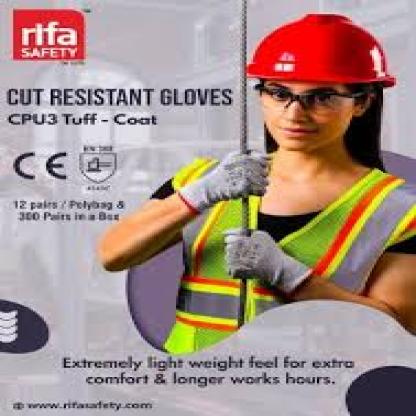 rifa
SAFETY
CUT RESISTANT GLOVES
CPU3 Tuff - Coat
CE
EN 388
12 pairs / Polybag &
300 Pairs in a Box
Extremely light weight feel for extra
comfort & longer works hours.
www.rifasafety.com